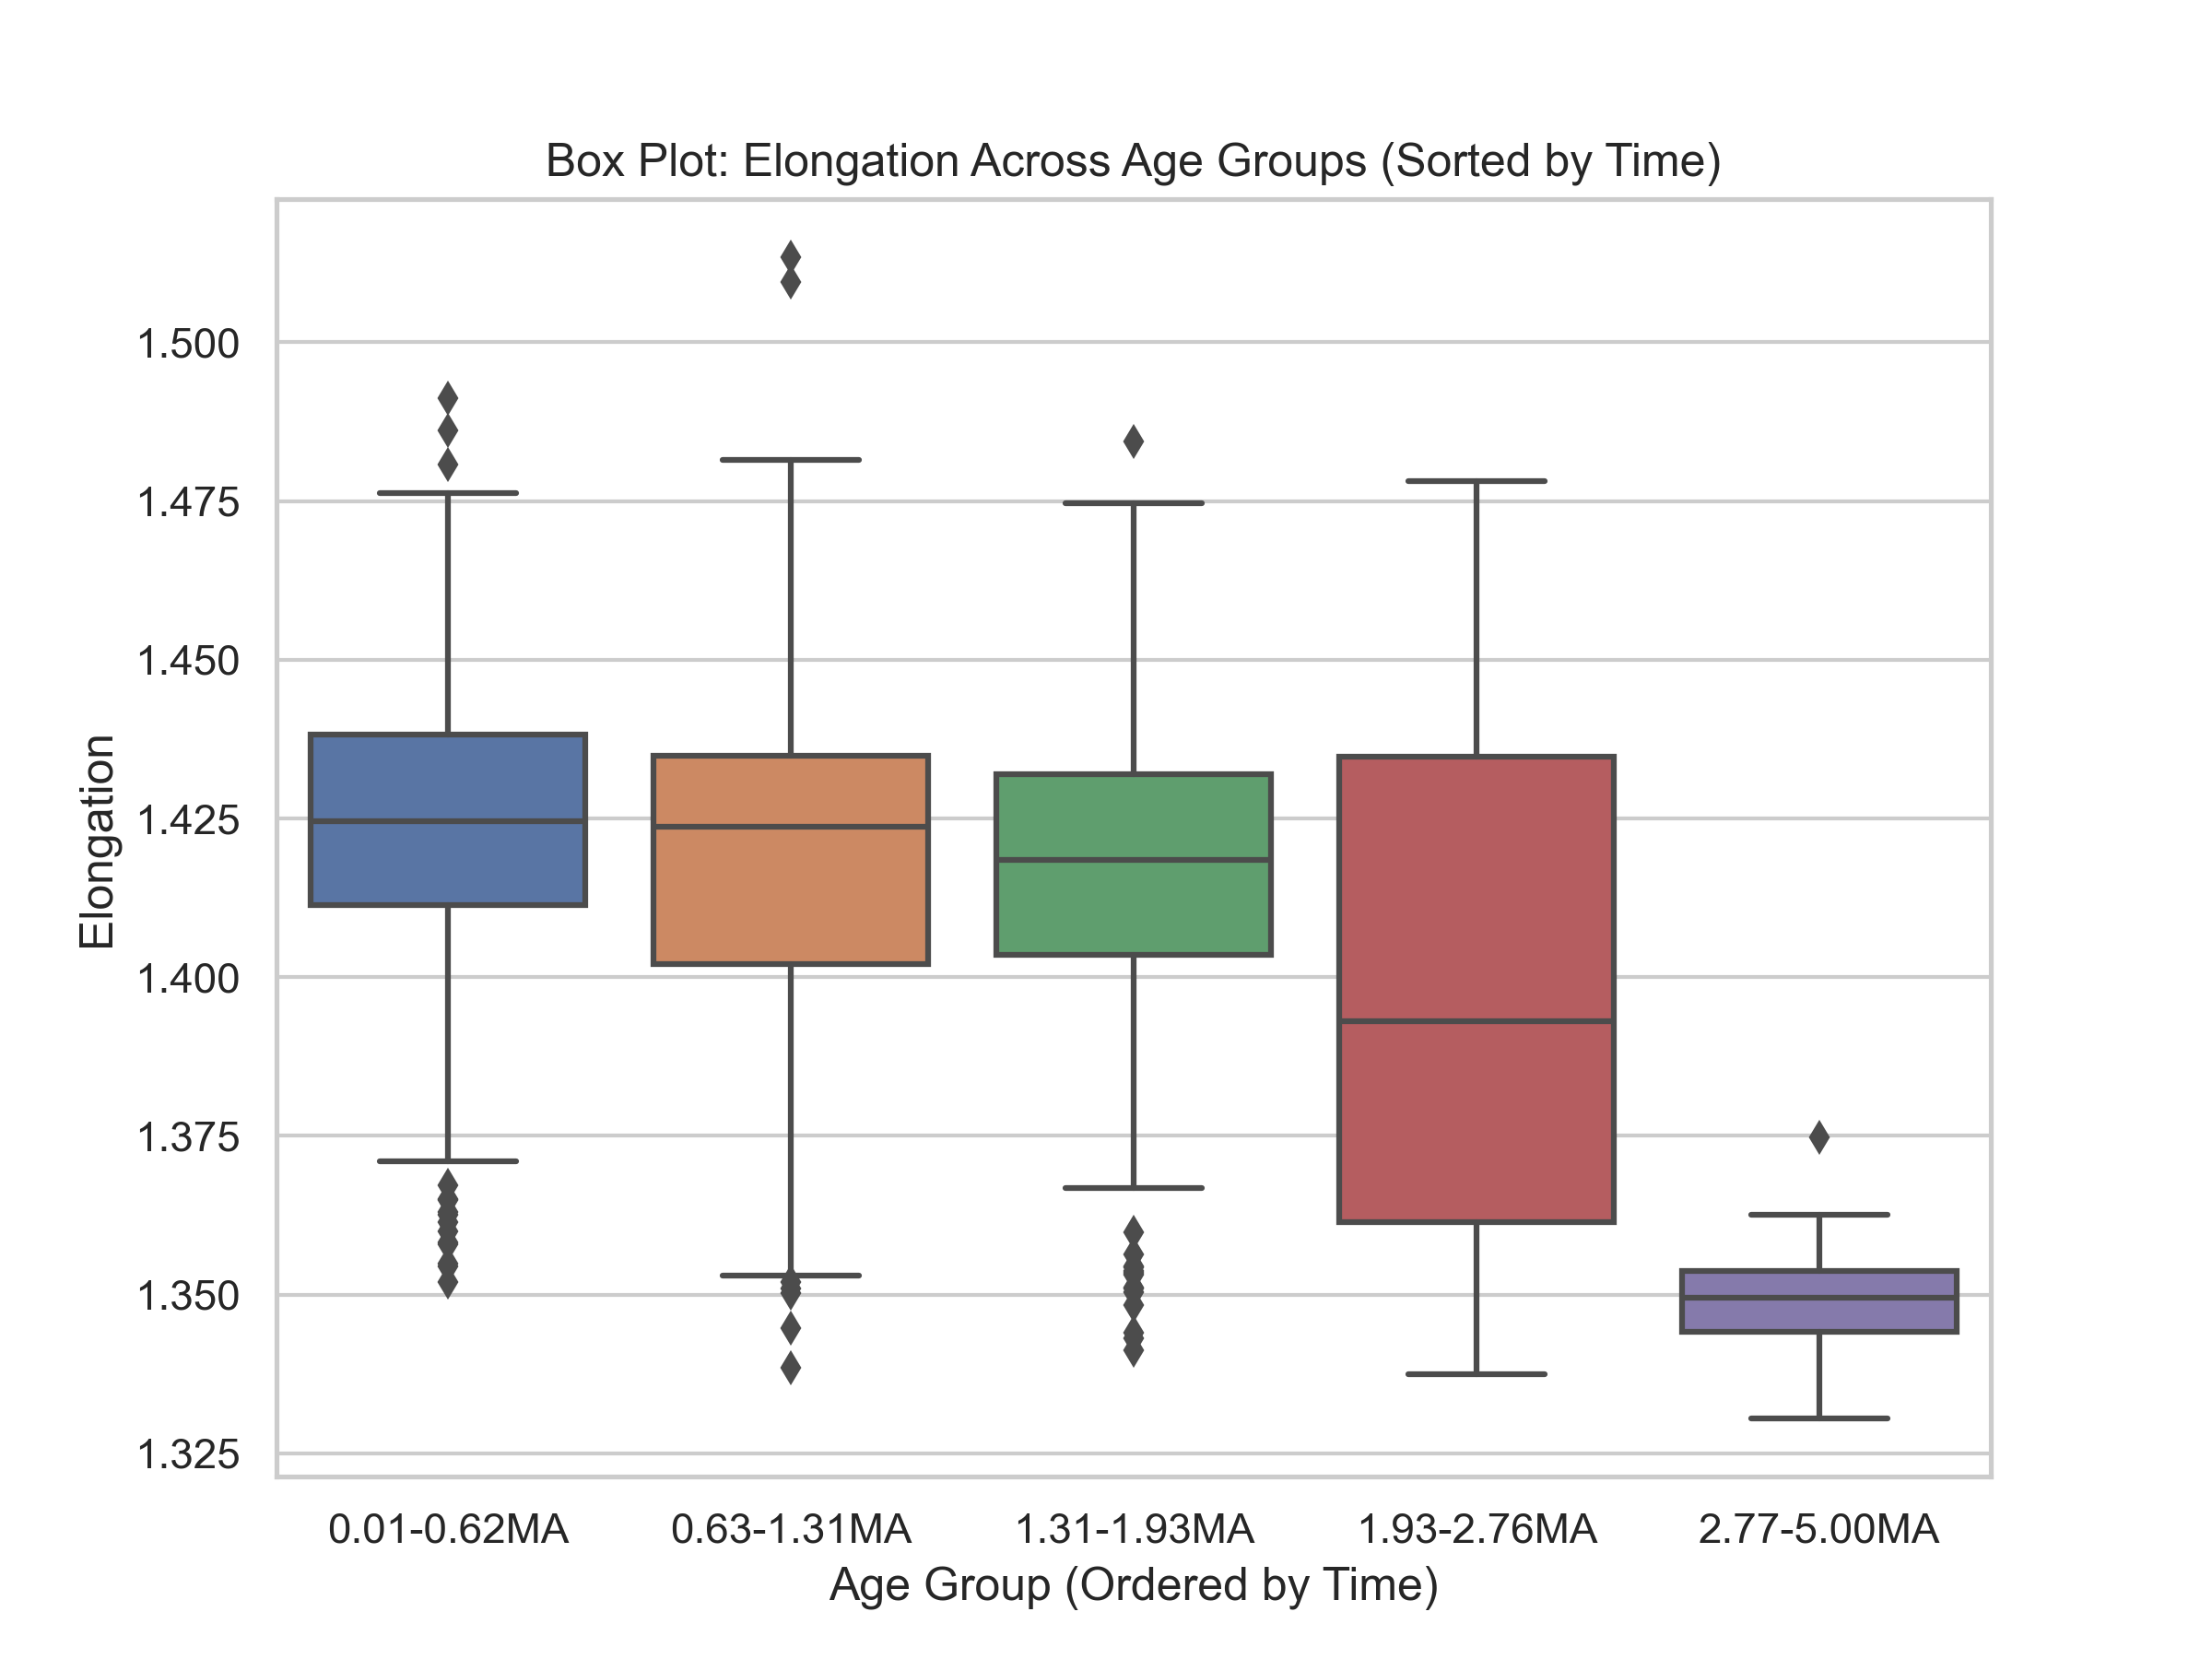 Box Plot: Elongation Across Age Groups (Sorted by Time)
1.500
1.475
1.450
1.425
1.400
1.375
1.350
1.325
Elongation
0.01-0.62MA 0.63-1.31MA 1.31-1.93MA 1.93-2.76MA 2.77-5.00MA
Age Group (Ordered by Time)